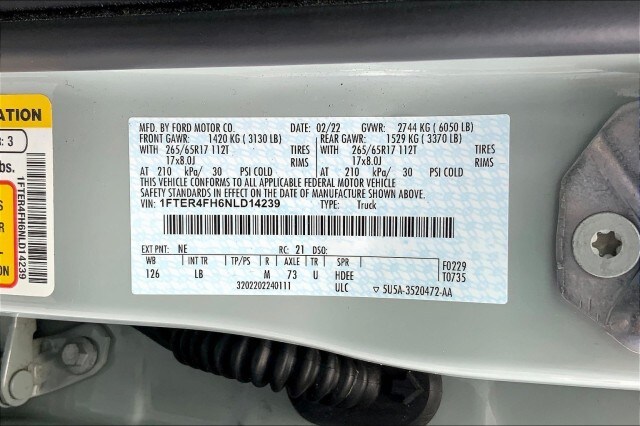 ATION
: 3
bs.
1FTER4FH6NLD14239
MFD. BY FORD MOTOR CO. DATE: 02/22 GVWR: 2744 KG (6050 LB)
FRONT GAWR: 1420 KG (3130 LB) REAR GAWR: 1529 KG (3370 LB)
WITH 265/65R17 112T TIRES WITH 265/65R17 112T TIRES
17x8.0J RIMS 17x8.0J RIMS
AT 210 kPa/ 30 PSI COLD AT 210 kPa/ 30 PSI COLD
THIS VEHICLE CONFORMS TO ALL APPLICABLE FEDERAL MOTOR VEHICLE
SAFETY STANDARDS IN EFFECT ON THE DATE OF MANUFACTURE SHOWN ABOVE.
VIN: 1FTER4FH6NLD14239 TYPE: Truck
EXT PNT: NE RC: 21 DSO:
WB INT TR TP/PS R AXLE TR SPR F0229
126 LB M 73 U HDEE T0735
3202202240111 ULC 5U5A-3520472-AA